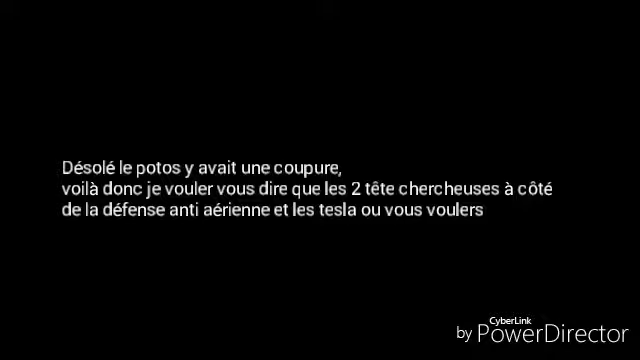 Désolé le potos y avait une coupure,
voilà donc je vouler vous dire que les 2 tête chercheuses à côté
de la défense anti aérienne et les tesla ou vous voulers
CyberLink
by PowerDirector